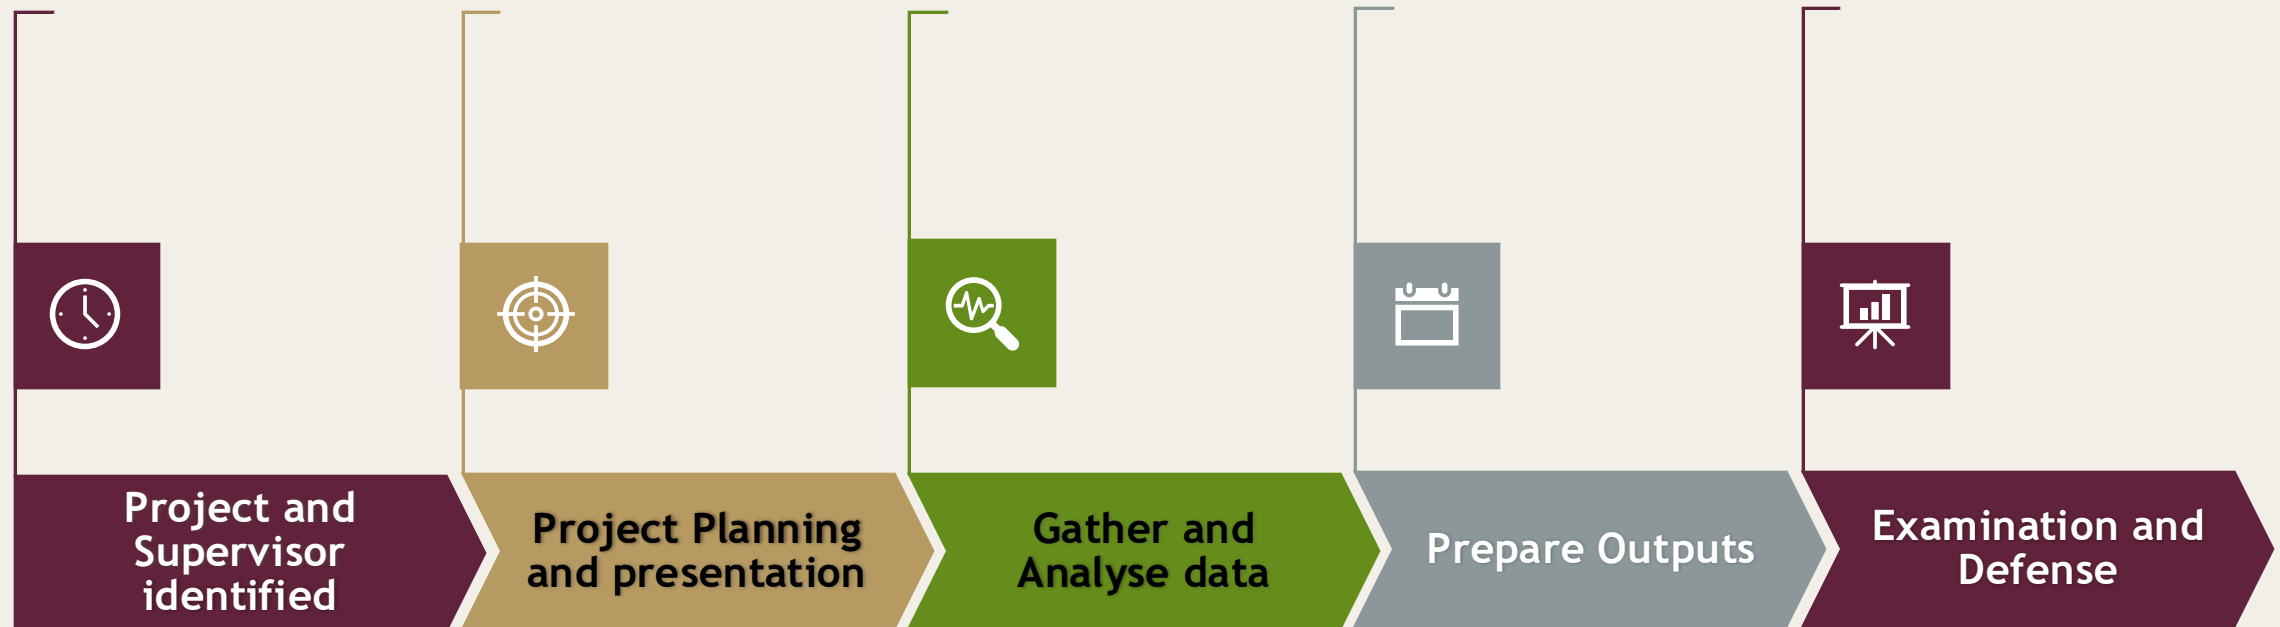 Project and
Supervisor
identified
Project Planning
and presentation
Gather and
Analyse data
Prepare Outputs
Examination and
Defense